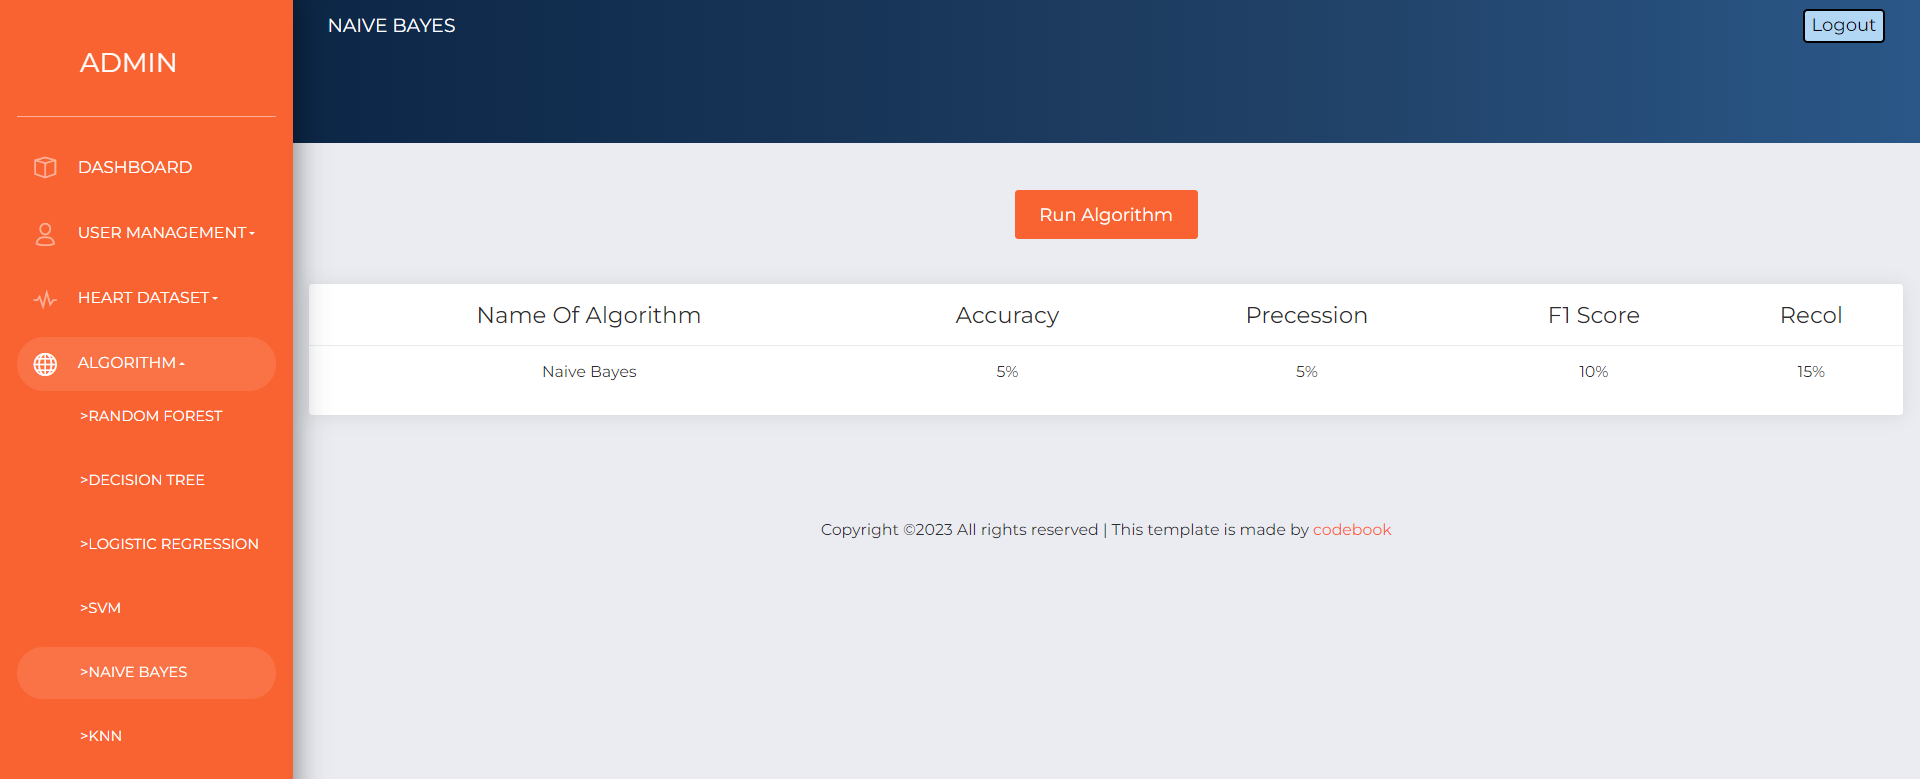 ADMIN
DASHBOARD
USER MANAGEMENT
HEART DATASET
ALGORITHM
>RANDOM FOREST
>DECISION TREE
>LOGISTIC REGRESSION
>SVM
>NAIVE BAYES
>KNN
NAIVE BAYES
Logout
Run Algorithm
Name Of Algorithm Accuracy Precession F1 Score Recol
Naive Bayes 5% 5% 10% 15%
Copyright ©2023 All rights reserved | This template is made by codebook